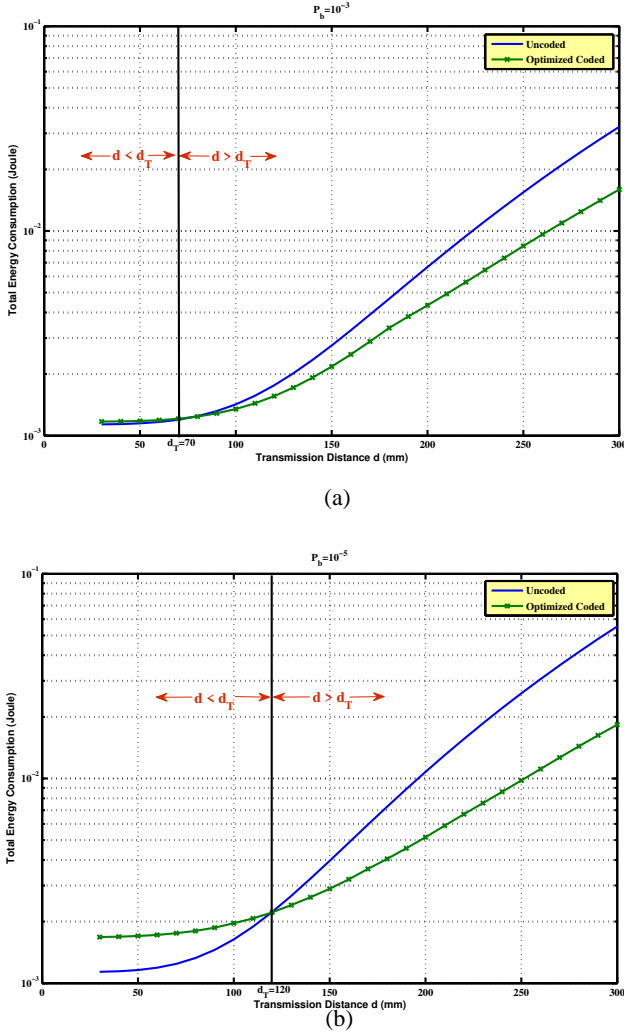 P_b=10^-3
10^-1
Uncoded
Optimized Coded
d < d_T
d > d_T
Total Energy Consumption (Joule)
10^-2
10^-3
0 50 100 150 200 250 300
d_T=70
Transmission Distance d (mm)
(a)
P_b=10^-5
10^-1
Uncoded
Optimized Coded
d < d_T
d > d_T
Total Energy Consumption (Joule)
10^-2
10^-3
0 50 100 150 200 250 300
d_T=120
Transmission Distance d (mm)
(b)